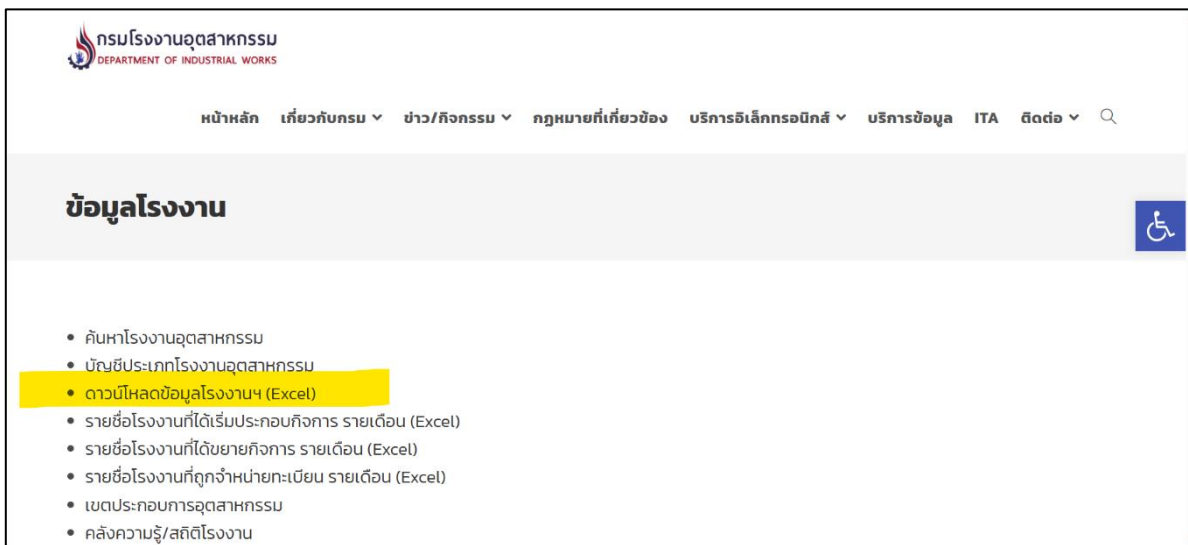 กรมโรงงานอุตสาหกรรม
DEPARTMENT OF INDUSTRIAL WORKS
หน้าหลัก เกี่ยวกับกรม ข่าว/กิจกรรม กฎหมายที่เกี่ยวข้อง บริการอิเล็กทรอนิกส์ บริการข้อมูล ITA ติดต่อ
ข้อมูลโรงงาน
• ค้นหาโรงงานอุตสาหกรรม
• บัญชีประเภทโรงงานอุตสาหกรรม
• ดาวน์โหลดข้อมูลโรงงานฯ (Excel)
• รายชื่อโรงงานที่ได้เริ่มประกอบกิจการ รายเดือน (Excel)
• รายชื่อโรงงานที่ได้ขยายกิจการ รายเดือน (Excel)
• รายชื่อโรงงานที่ถูกจำหน่ายทะเบียน รายเดือน (Excel)
• เขตประกอบการอุตสาหกรรม
• คลังความรู้/สถิติโรงงาน